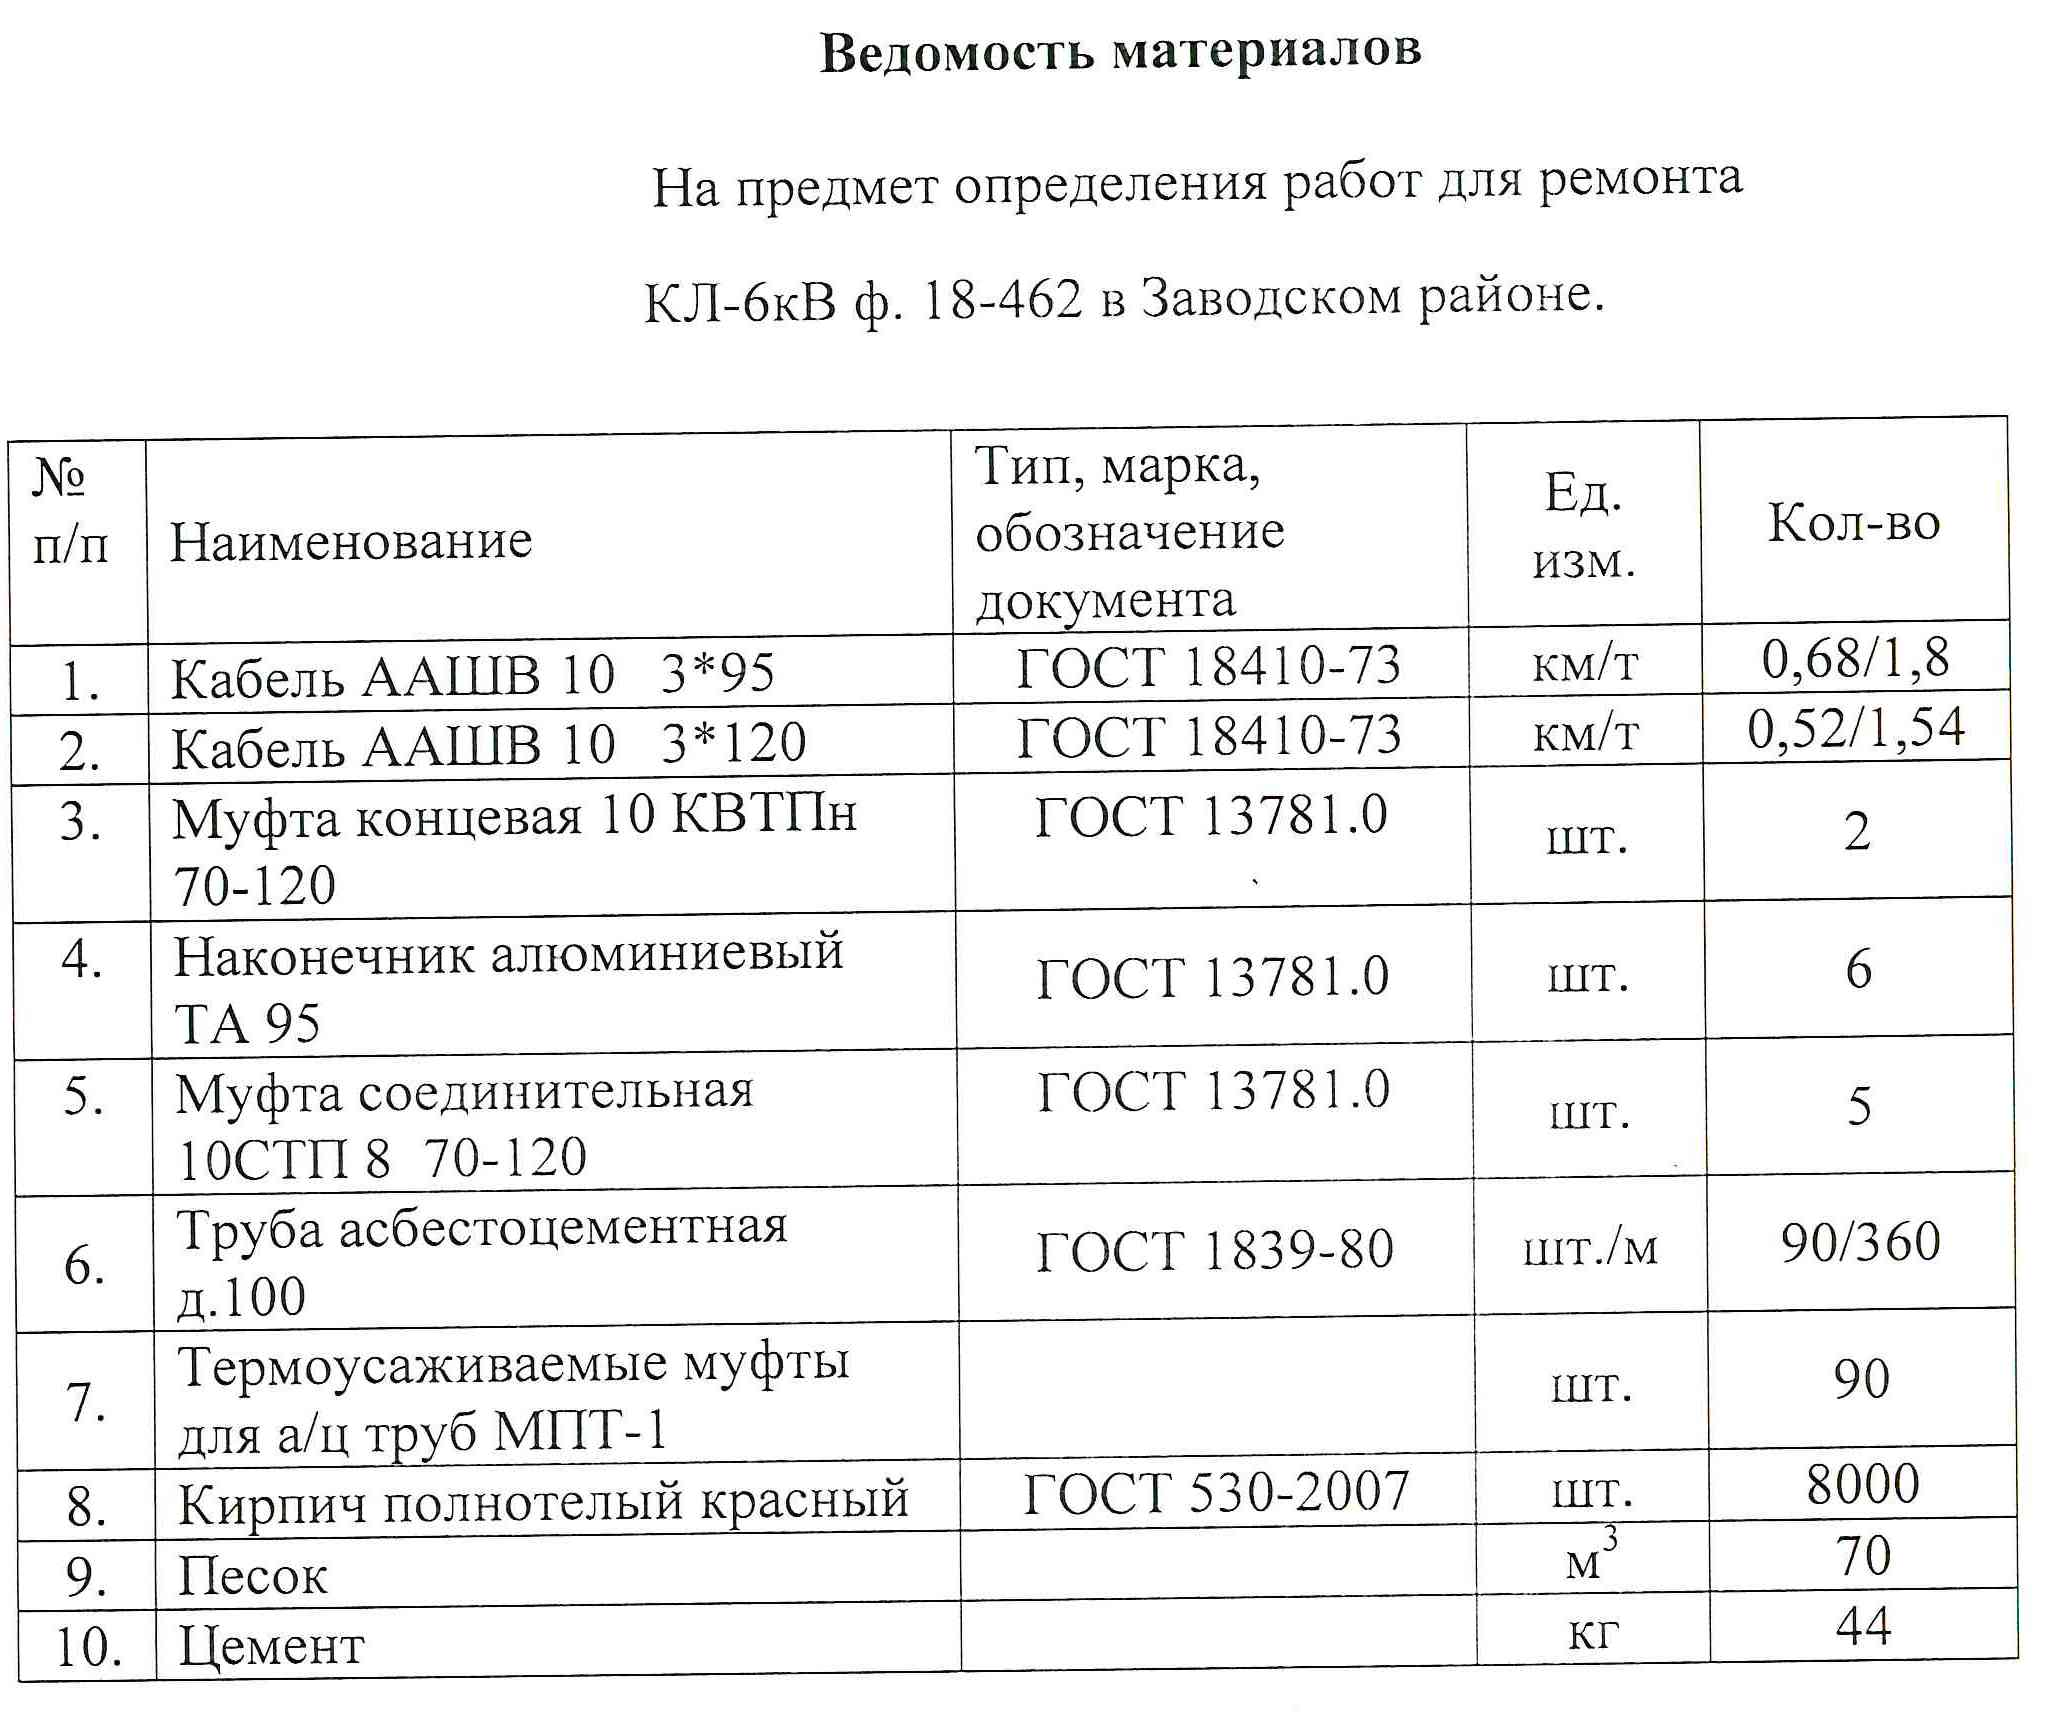 Ведомость материалов
На предмет определения работ для ремонта
КЛ-6кВ ф. 18-462 в Заводском районе.
№ п/п Наименование Тип, марка, обозначение документа Ед. изм. Кол-во
1. Кабель ААШВ 10 3*95 ГОСТ 18410-73 км/т 0,68/1,8
2. Кабель ААШВ 10 3*120 ГОСТ 18410-73 км/т 0,52/1,54
3. Муфта концевая 10 КВТПн 70-120 ГОСТ 13781.0 шт. 2
4. Наконечник алюминиевый ТА 95 ГОСТ 13781.0 шт. 6
5. Муфта соединительная 10СТП 8 70-120 ГОСТ 13781.0 шт. 5
6. Труба асбестоцементная д.100 ГОСТ 1839-80 шт./м 90/360
7. Термоусаживаемые муфты для а/ц труб МПТ-1 шт. 90
8. Кирпич полнотелый красный ГОСТ 530-2007 шт. 8000
9. Песок м³ 70
10. Цемент кг 44